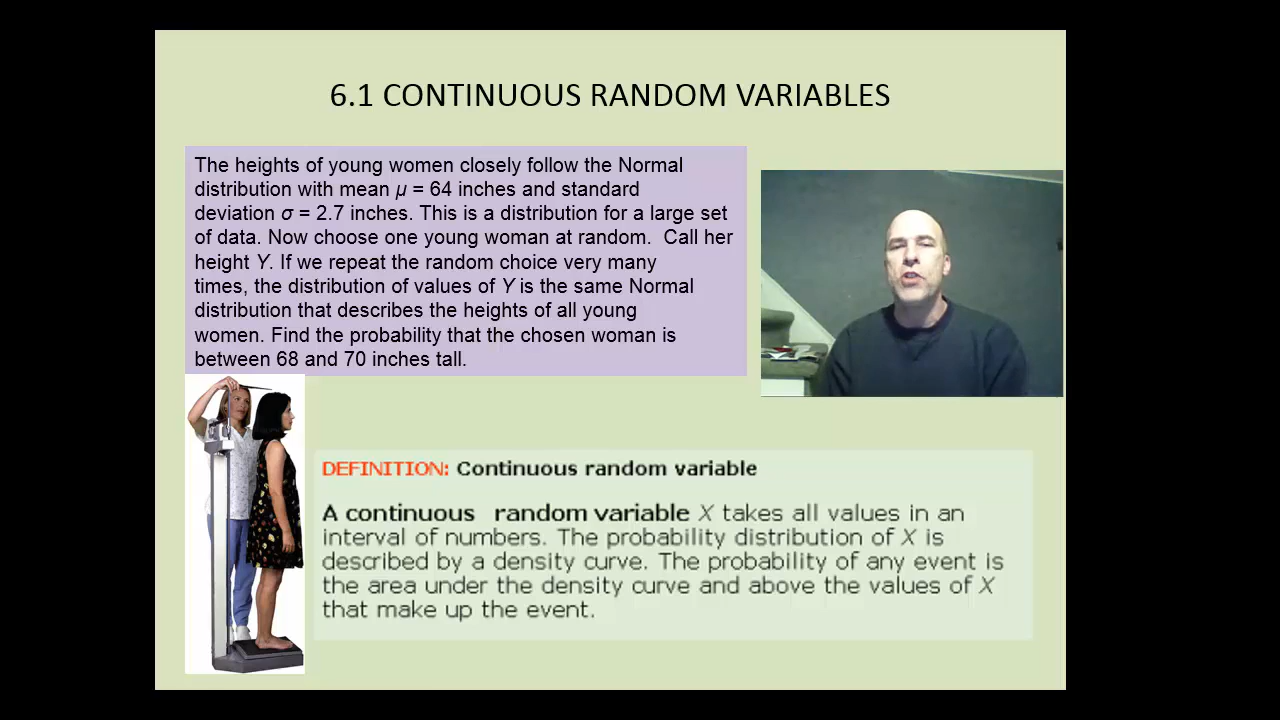 6.1 CONTINUOUS RANDOM VARIABLES
The heights of young women closely follow the Normal
distribution with mean µ = 64 inches and standard
deviation σ = 2.7 inches. This is a distribution for a large set
of data. Now choose one young woman at random. Call her
height Y. If we repeat the random choice very many
times, the distribution of values of Y is the same Normal
distribution that describes the heights of all young
women. Find the probability that the chosen woman is
between 68 and 70 inches tall.
DEFINITION: Continuous random variable
A continuous random variable X takes all values in an
interval of numbers. The probability distribution of X is
described by a density curve. The probability of any event is
the area under the density curve and above the values of X
that make up the event.